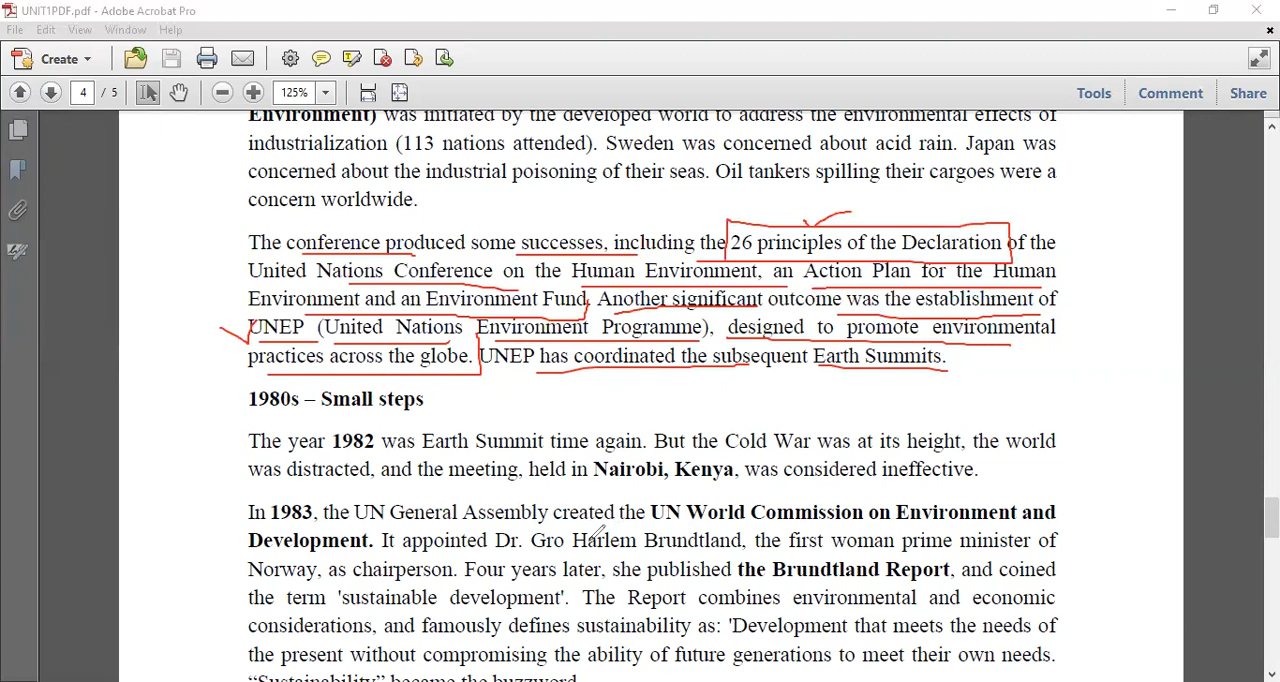 UNIT1PDF.pdf - Adobe Acrobat Pro
File Edit View Window Help
Create
4 / 5 125% Tools Comment Share
Environment) was initiated by the developed world to address the environmental effects of
industrialization (113 nations attended). Sweden was concerned about acid rain. Japan was
concerned about the industrial poisoning of their seas. Oil tankers spilling their cargoes were a
concern worldwide.
The conference produced some successes, including the 26 principles of the Declaration of the
United Nations Conference on the Human Environment, an Action Plan for the Human
Environment and an Environment Fund. Another significant outcome was the establishment of
UNEP (United Nations Environment Programme), designed to promote environmental
practices across the globe. UNEP has coordinated the subsequent Earth Summits.
1980s – Small steps
The year 1982 was Earth Summit time again. But the Cold War was at its height, the world
was distracted, and the meeting, held in Nairobi, Kenya, was considered ineffective.
In 1983, the UN General Assembly created the UN World Commission on Environment and
Development. It appointed Dr. Gro Harlem Brundtland, the first woman prime minister of
Norway, as chairperson. Four years later, she published the Brundtland Report, and coined
the term 'sustainable development'. The Report combines environmental and economic
considerations, and famously defines sustainability as: 'Development that meets the needs of
the present without compromising the ability of future generations to meet their own needs.
“Sustainability” became the buzzword